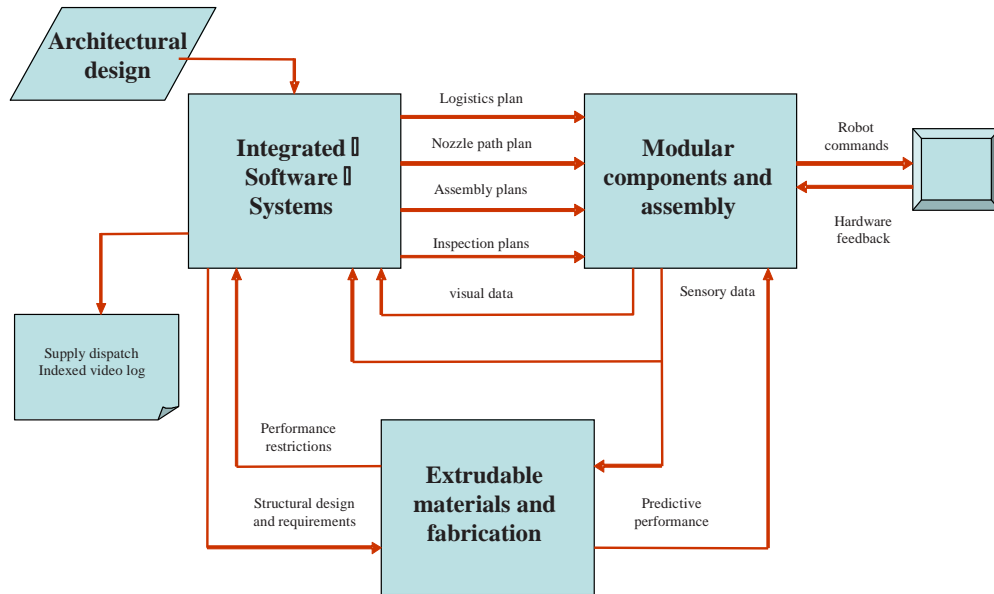 Architectural
design
Integrated ▯
Software ▯
Systems
Logistics plan
Nozzle path plan
Assembly plans
Inspection plans
Modular
components and
assembly
Robot
commands
Hardware
feedback
visual data
Sensory data
Supply dispatch
Indexed video log
Performance
restrictions
Structural design
and requirements
Extrudable
materials and
fabrication
Predictive
performance